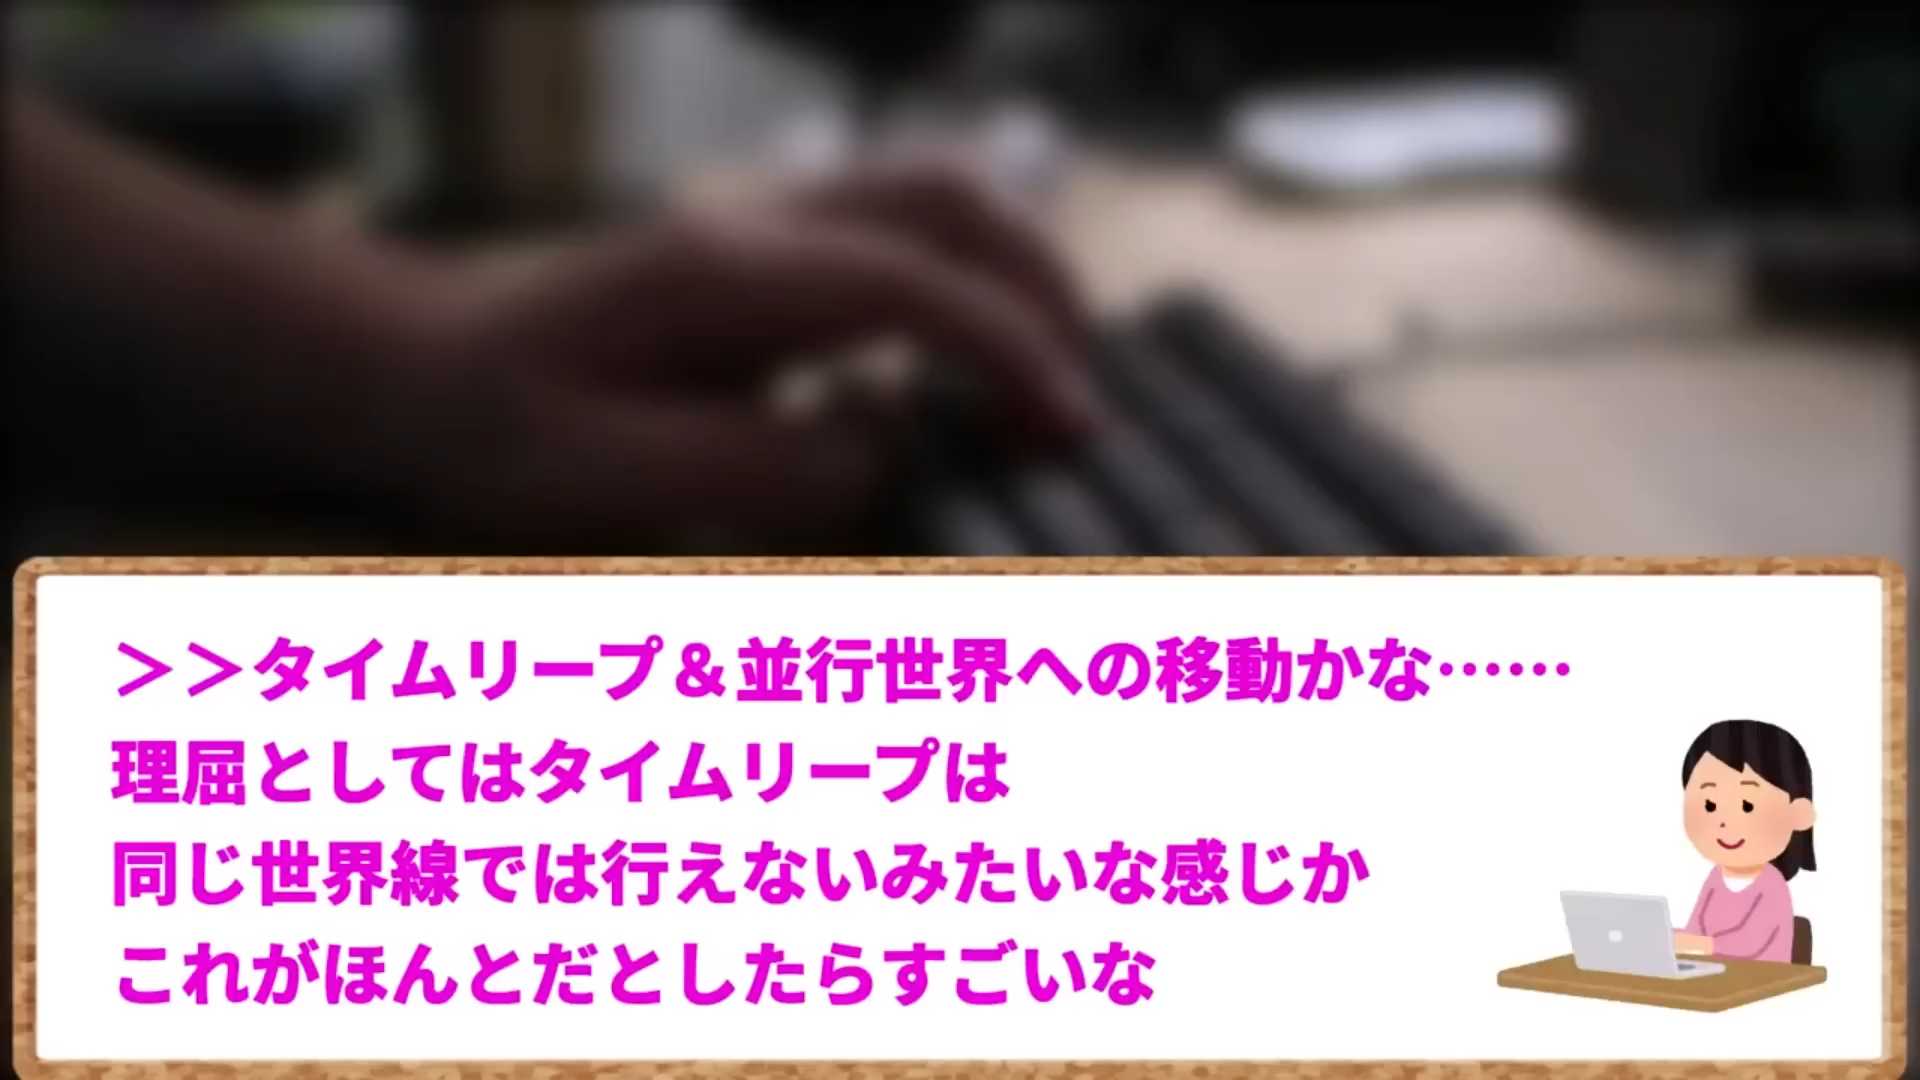 ＞＞タイムリープ＆並行世界への移動かな……
理屈としてはタイムリープは
同じ世界線では行えないみたいな感じか
これがほんとだとしたらすごいな